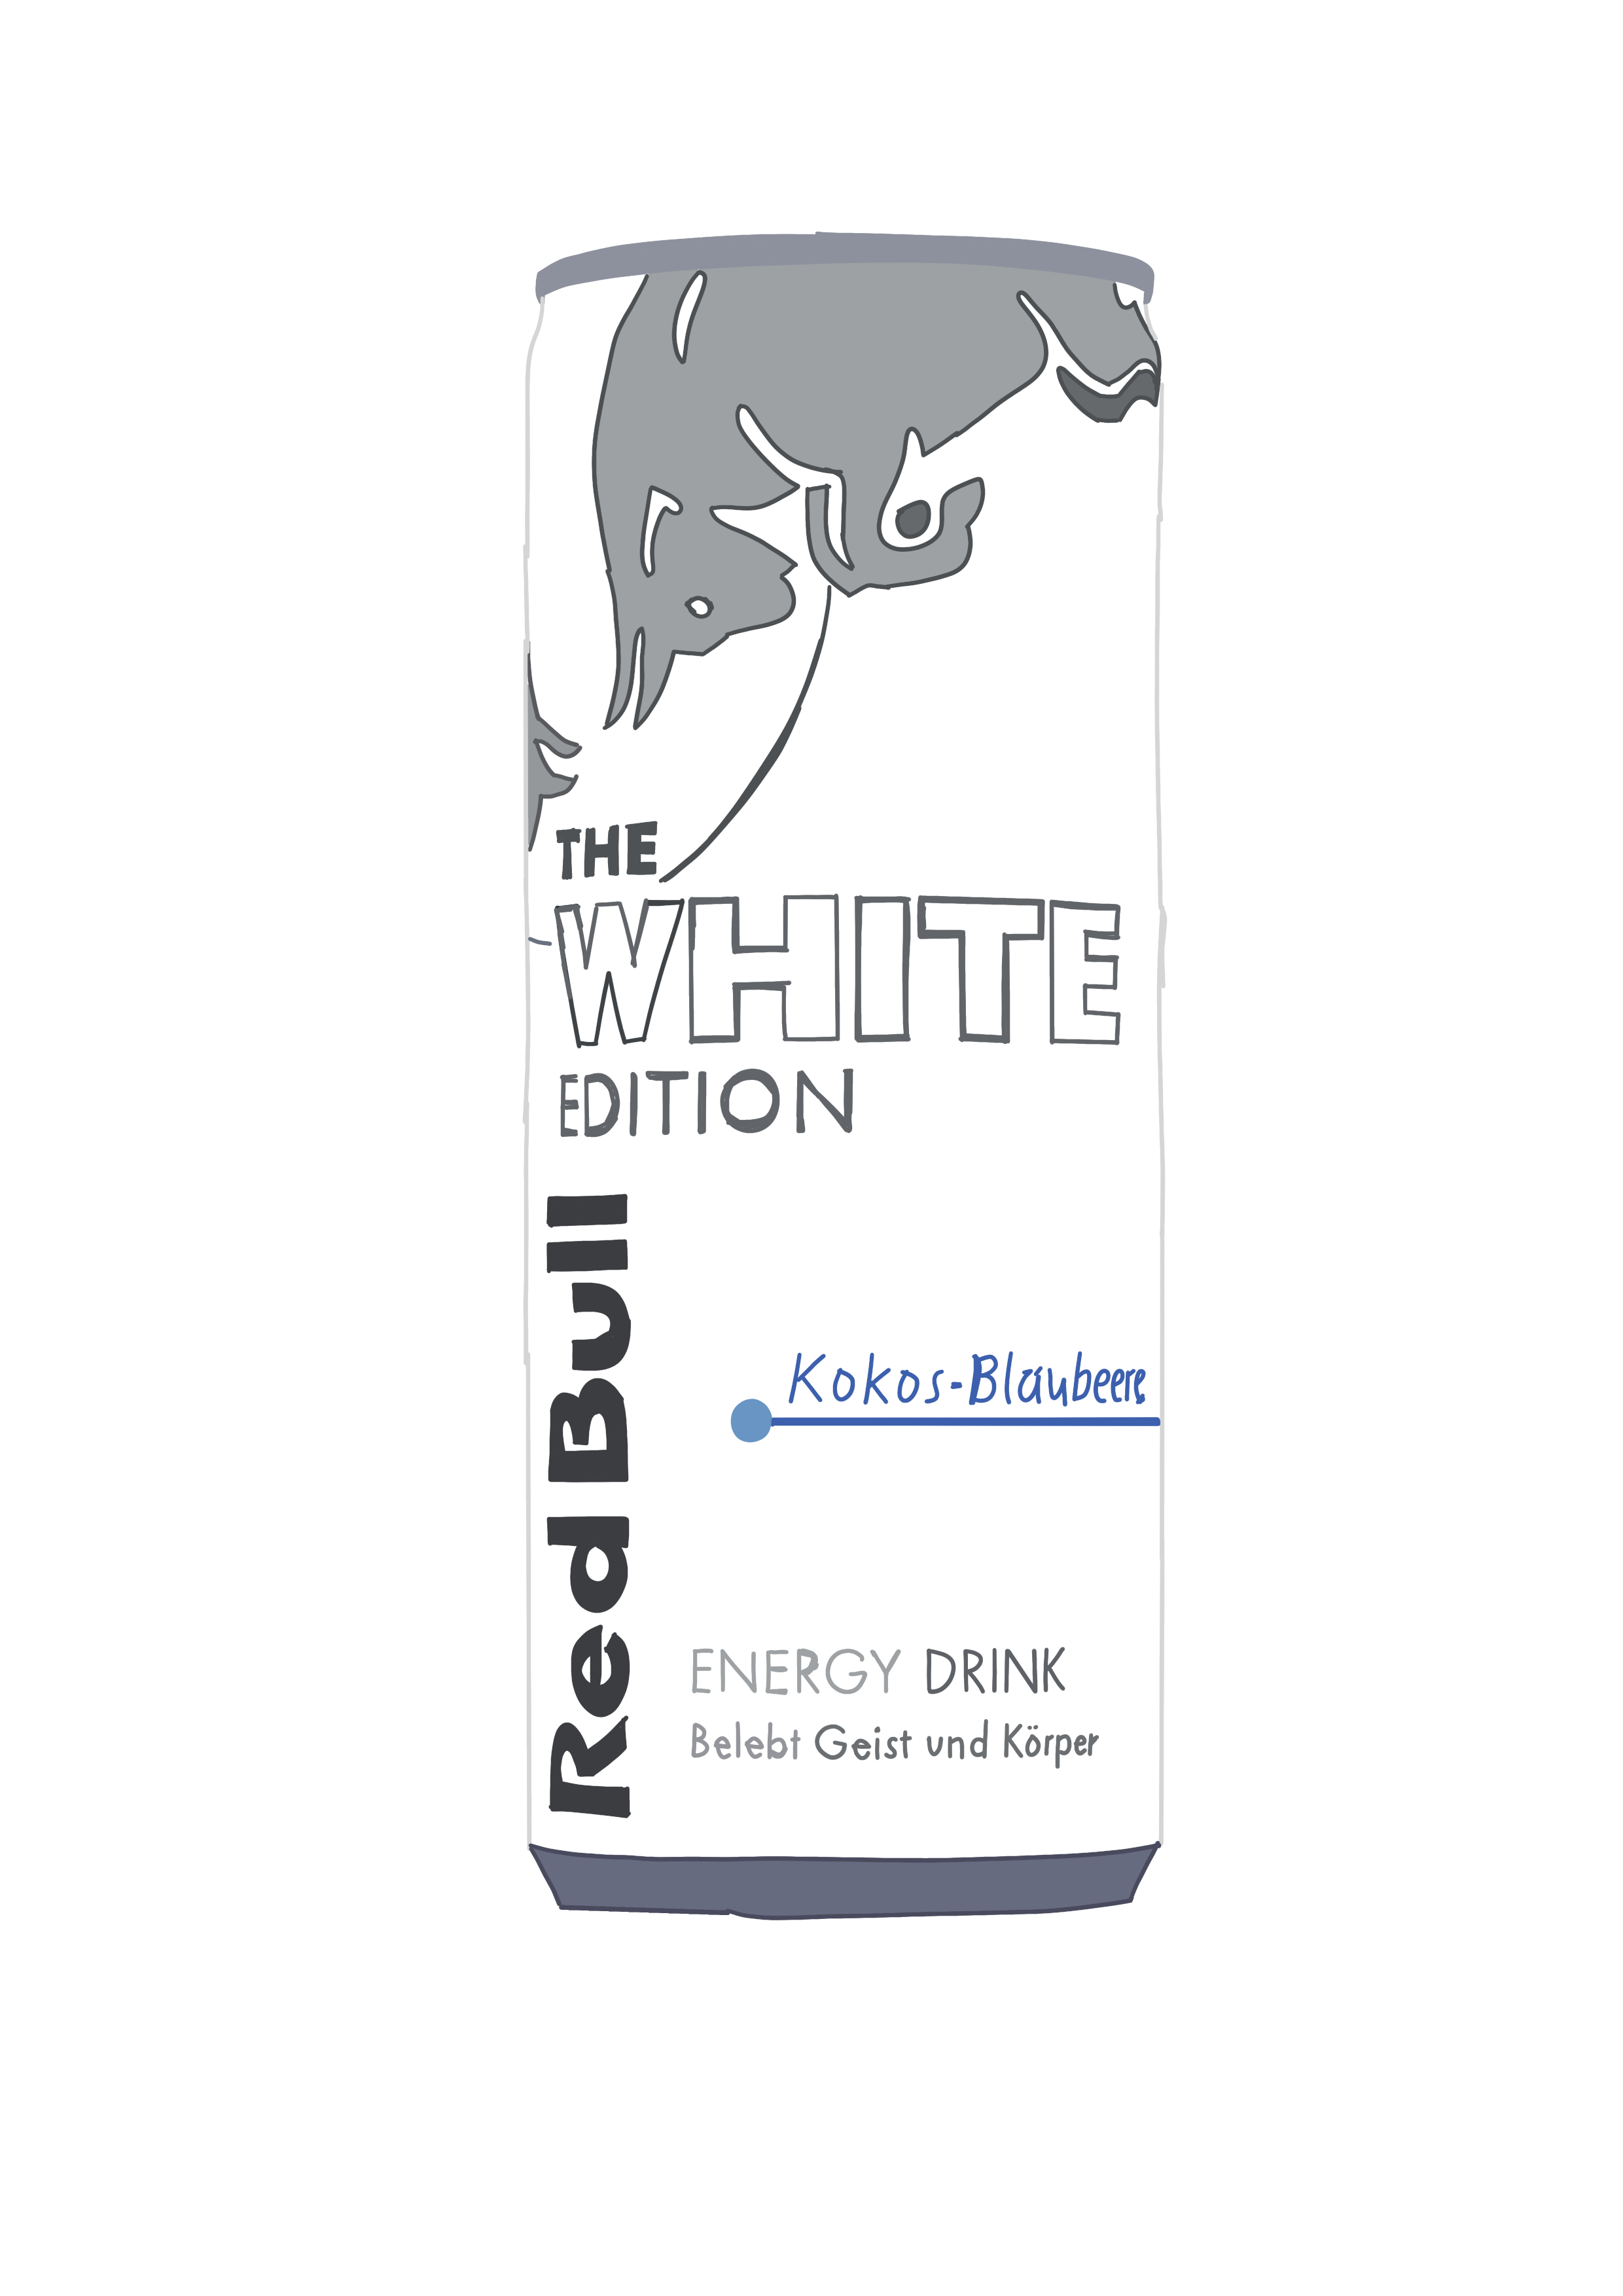 THE
WHITE
EDITION
Red Bull
Kokos-Blaubeere
ENERGY DRINK
Belebt Geist und Körper